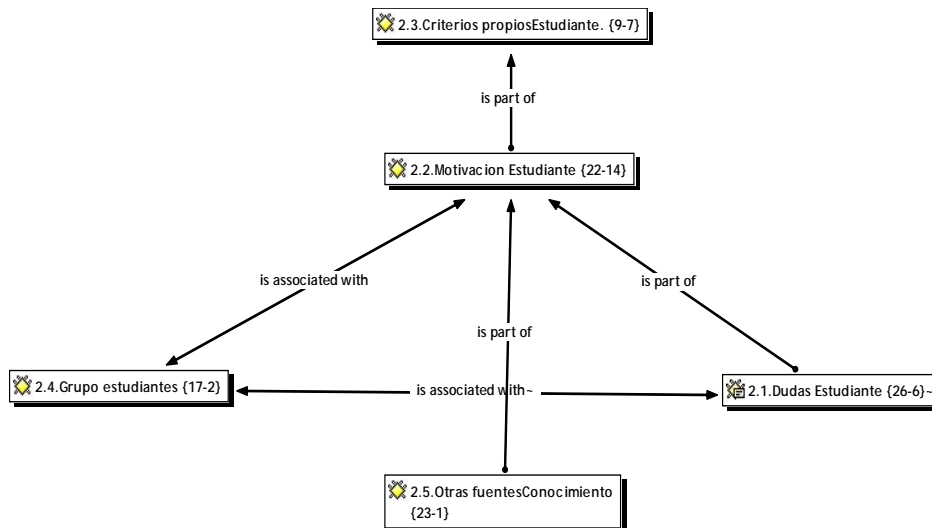 2.3.Criterios propiosEstudiante. {9-7}
is part of
2.2.Motivacion Estudiante {22-14}
is associated with
is part of
is part of
2.4.Grupo estudiantes {17-2}
is associated with~
2.1.Dudas Estudiante {26-6}~
2.5.Otras fuentesConocimiento
{23-1}